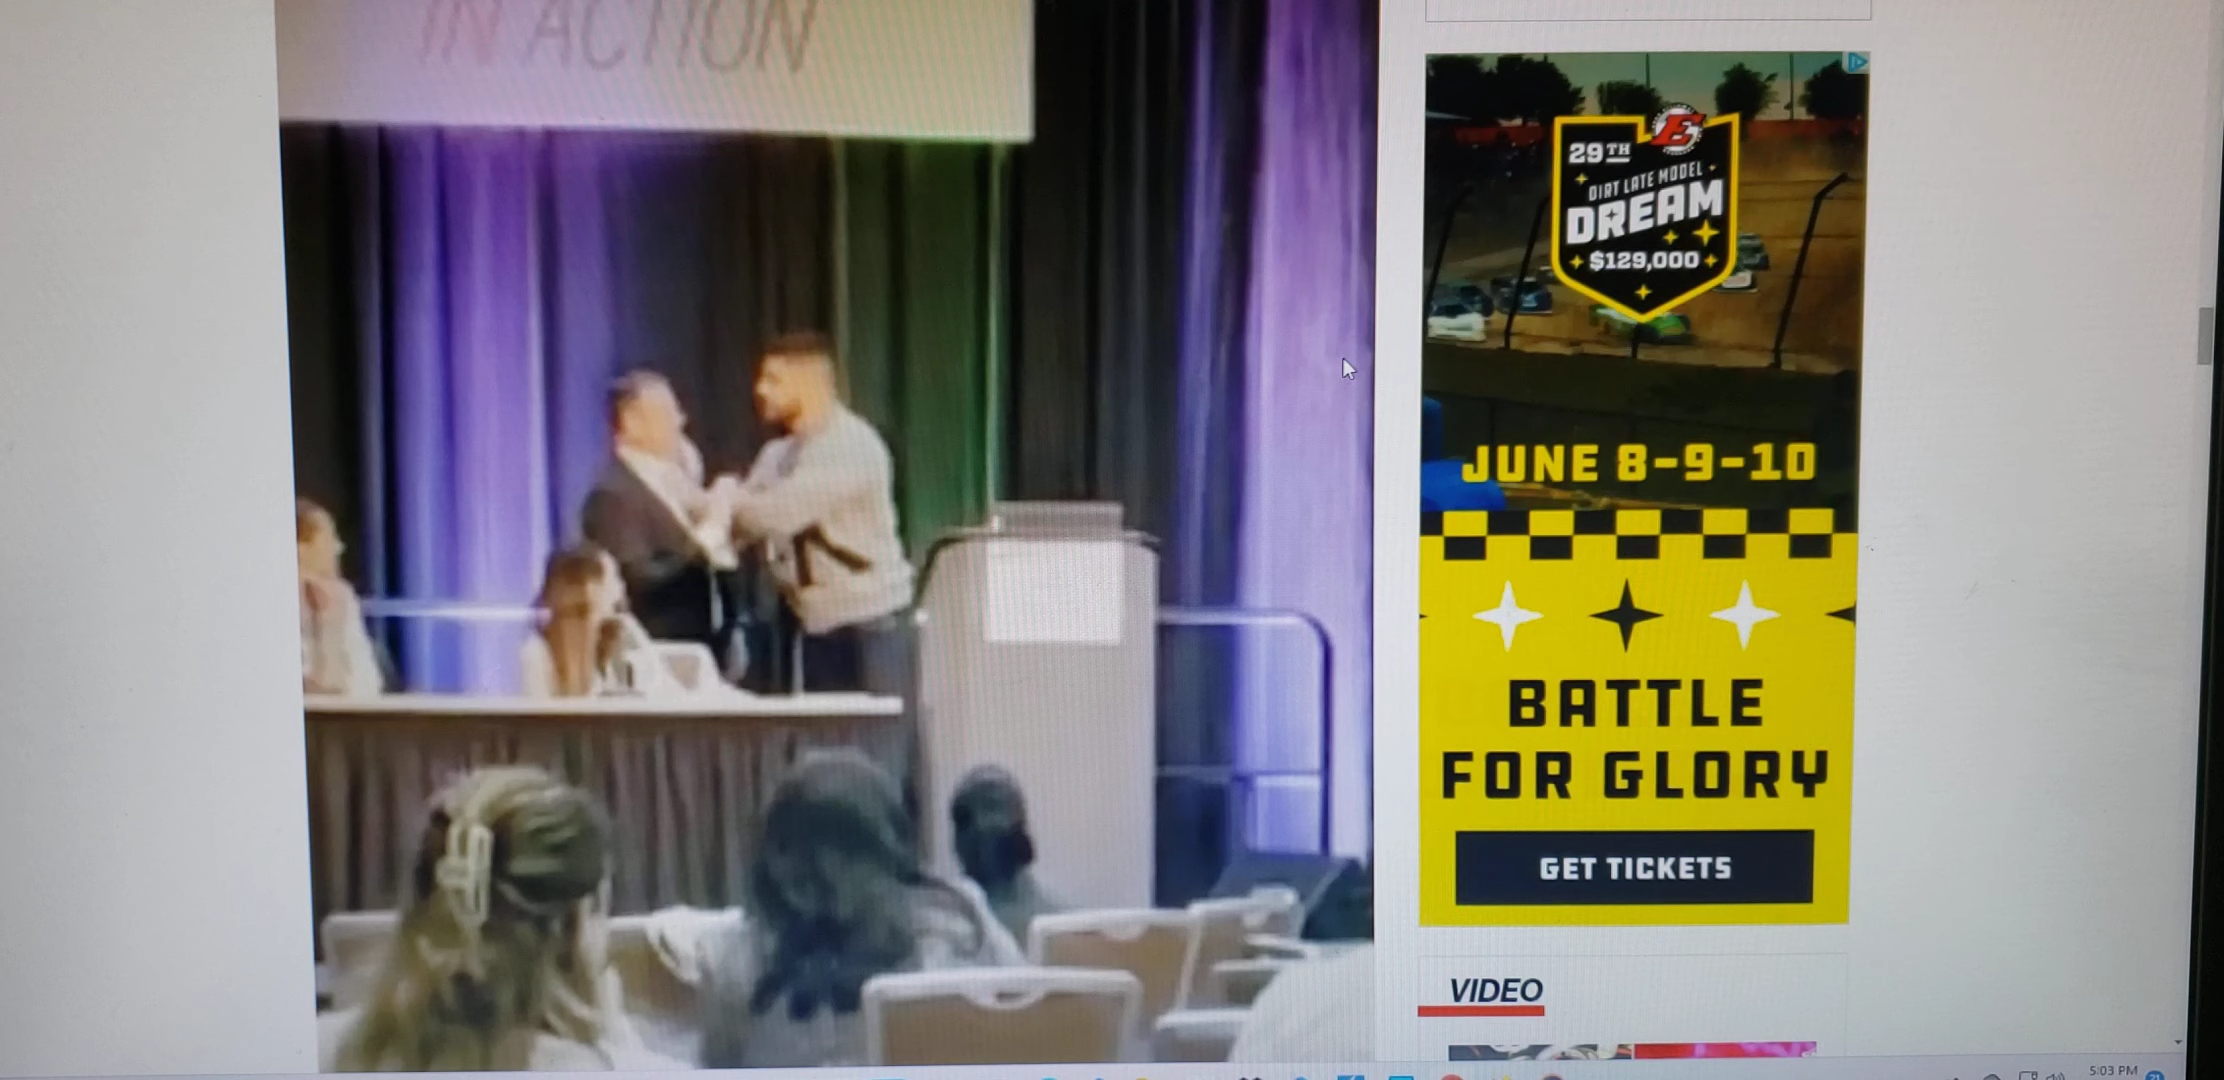 IN ACTION
E
29TH
DIRT LATE MODEL
DREAM
$129,000
JUNE 8-9-10
BATTLE
FOR GLORY
GET TICKETS
VIDEO
5:03 PM
21